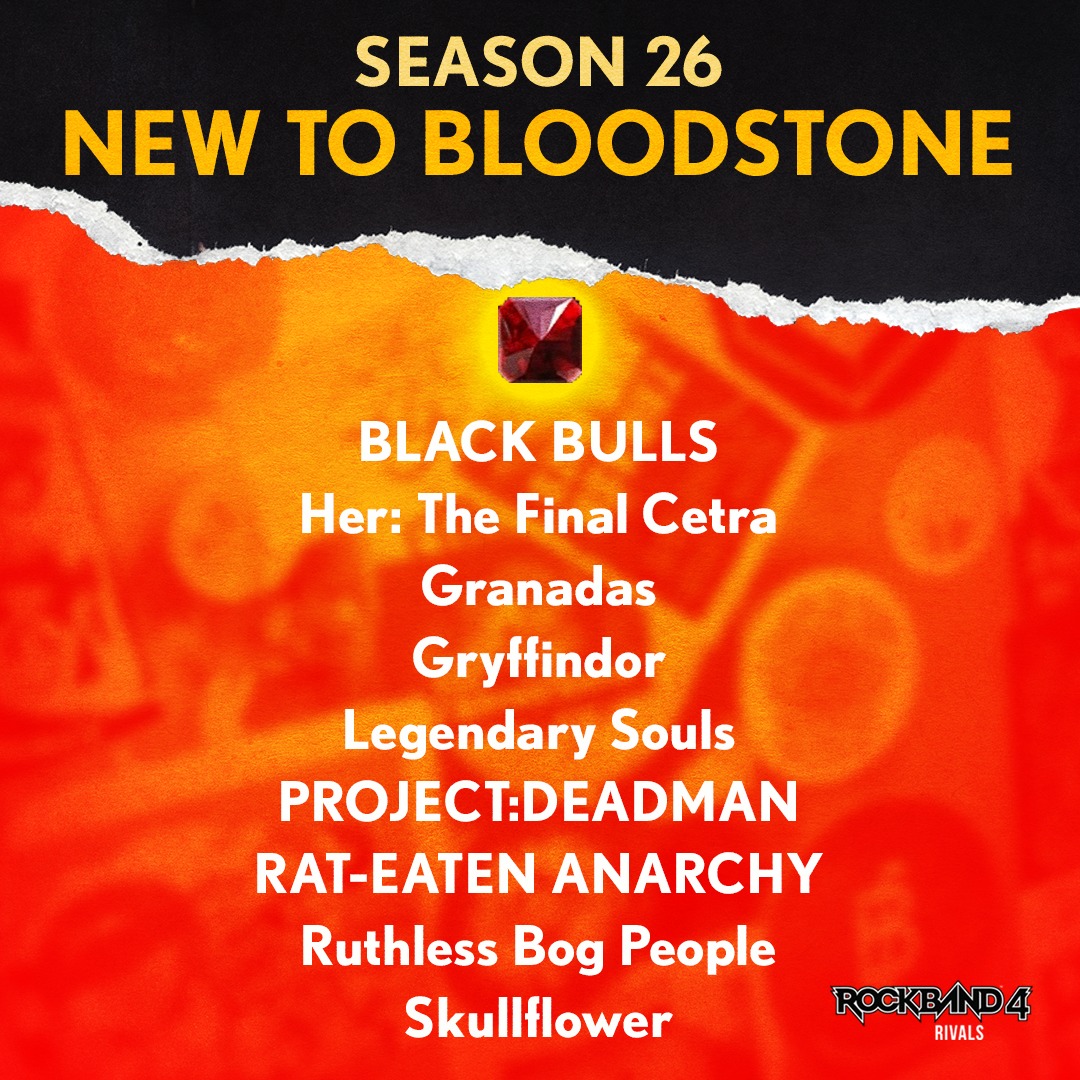 SEASON 26
NEW TO BLOODSTONE
BLACK BULLS
Her: The Final Cetra
Granadas
Gryffindor
Legendary Souls
PROJECT:DEADMAN
RAT-EATEN ANARCHY
Ruthless Bog People
Skullflower
ROCKBAND 4
RIVALS